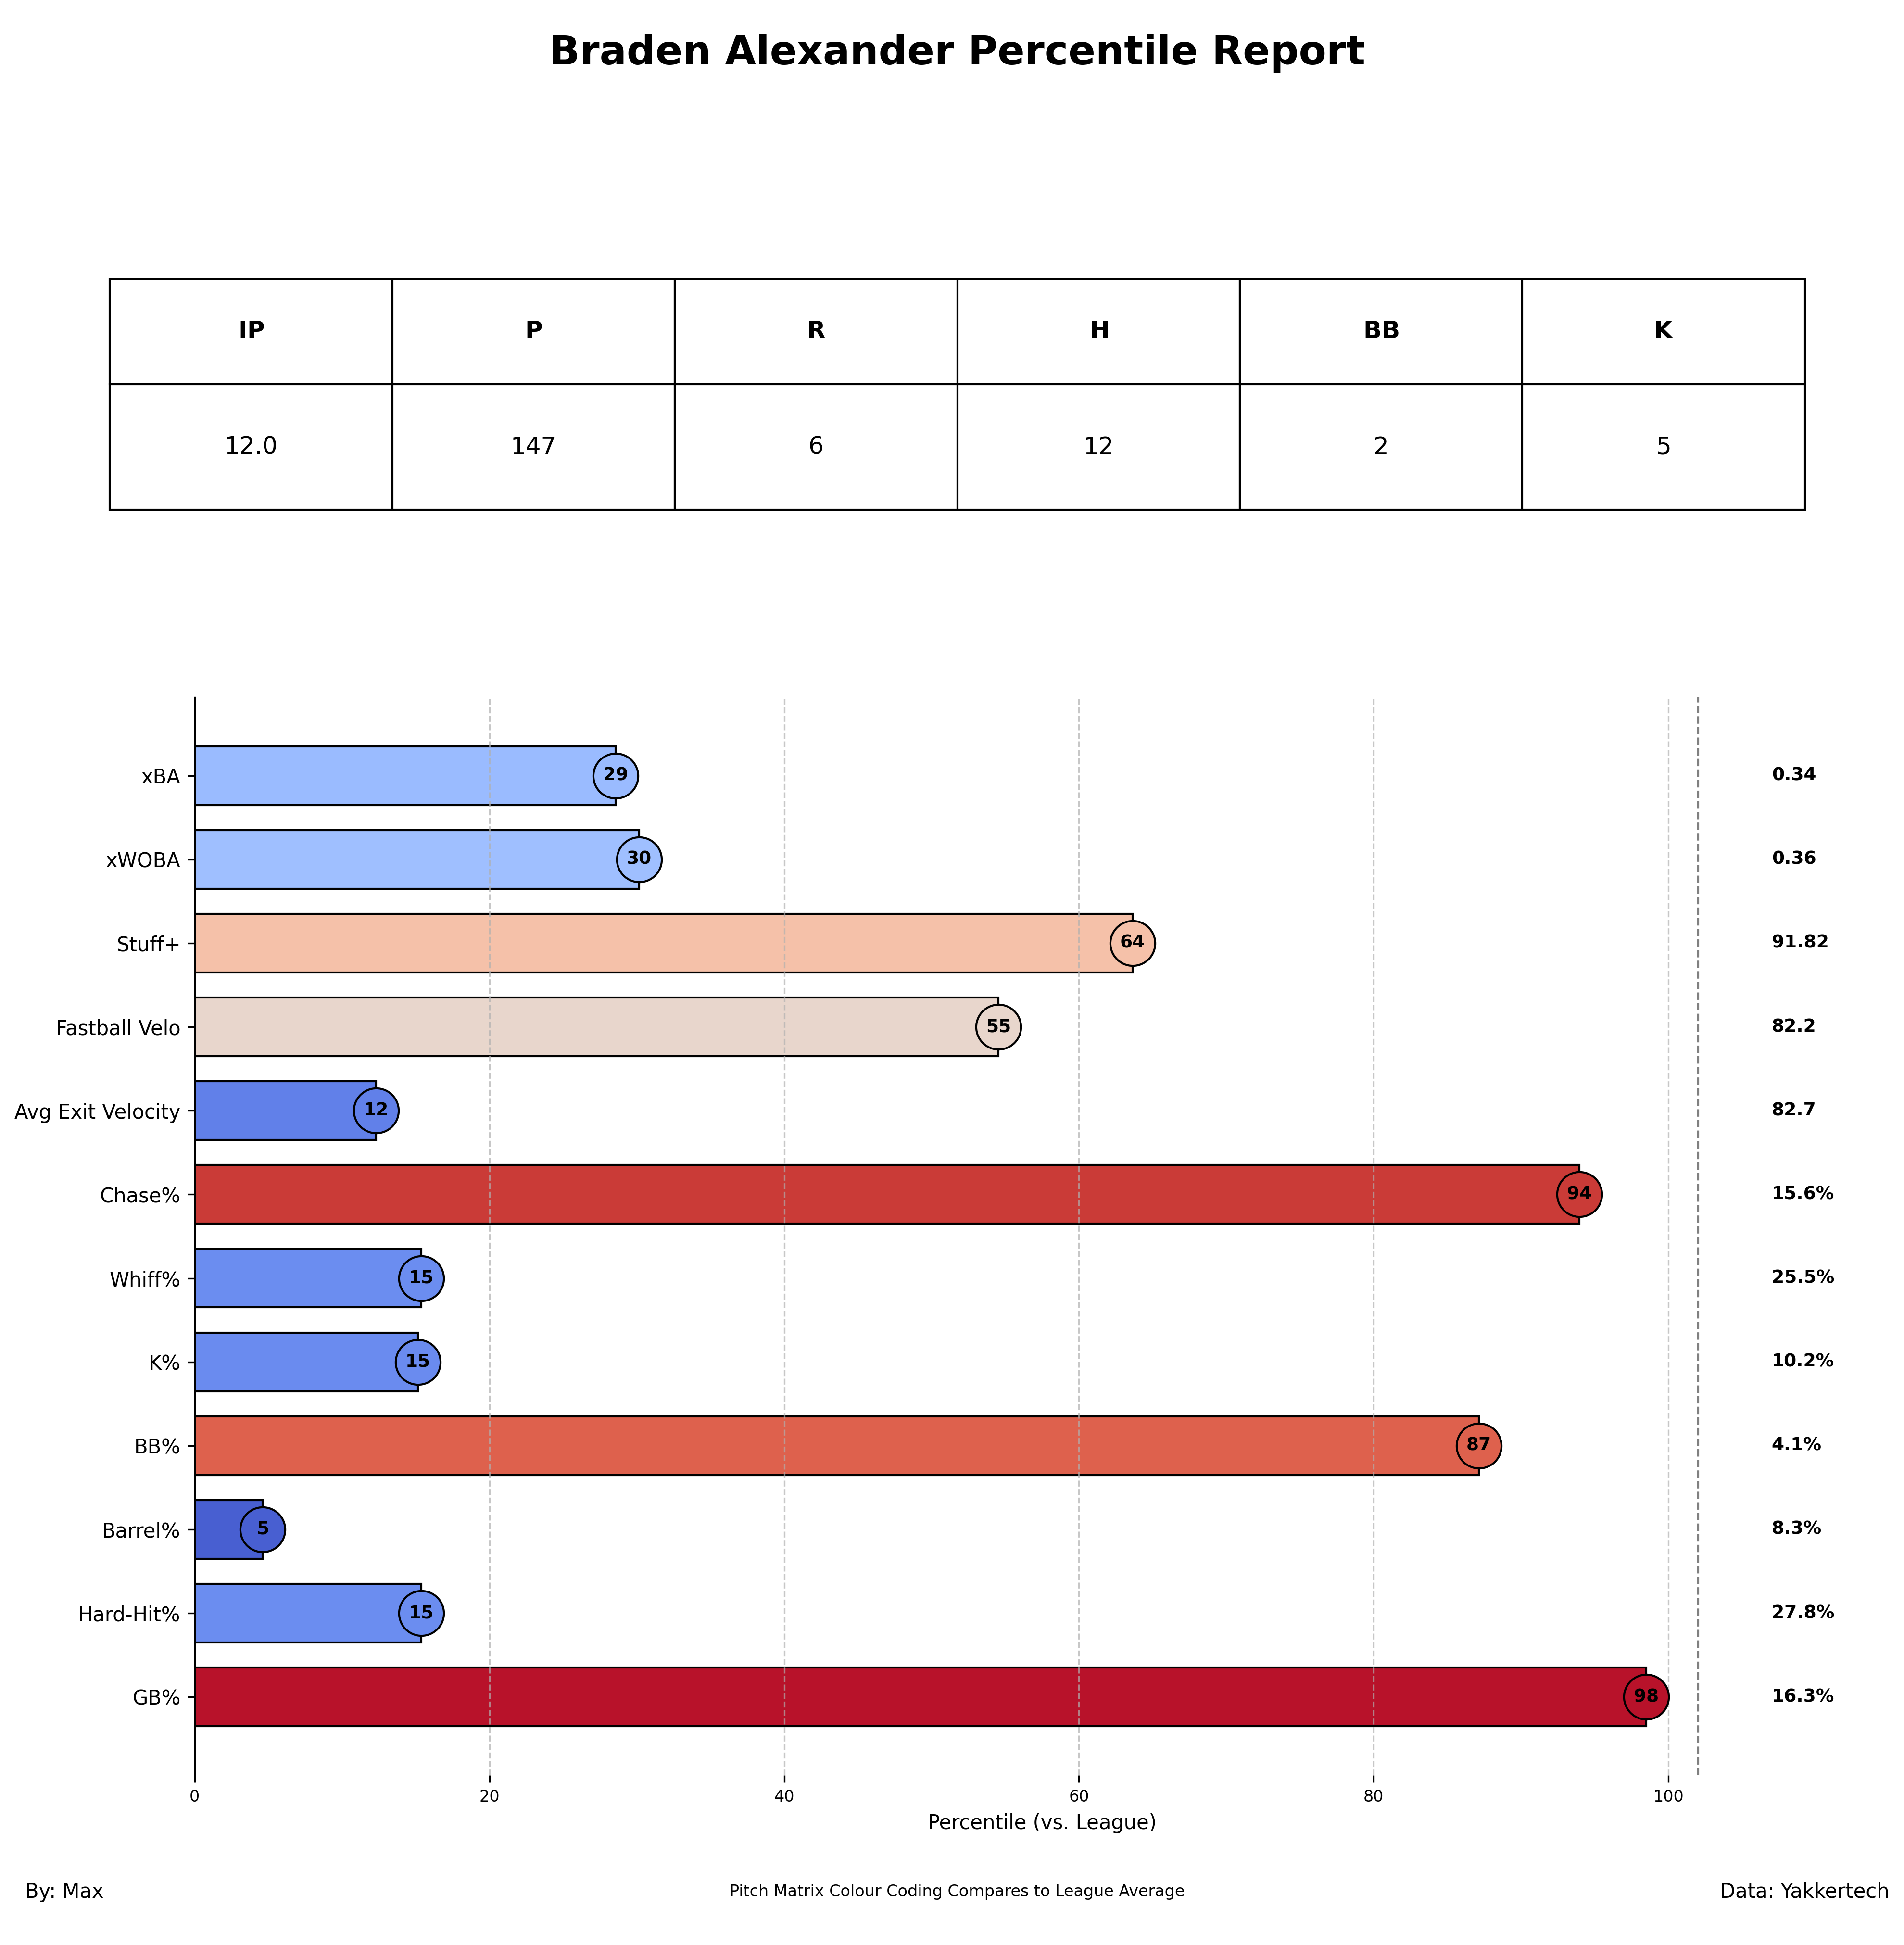 Braden Alexander Percentile Report
IP P R H BB K
12.0 147 6 12 2 5
xBA 29 0.34
xWOBA 30 0.36
Stuff+ 64 91.82
Fastball Velo 55 82.2
Avg Exit Velocity 12 82.7
Chase% 94 15.6%
Whiff% 15 25.5%
K% 15 10.2%
BB% 87 4.1%
Barrel% 5 8.3%
Hard-Hit% 15 27.8%
GB% 98 16.3%
0 20 40 60 80 100
Percentile (vs. League)
By: Max Pitch Matrix Colour Coding Compares to League Average Data: Yakkertech